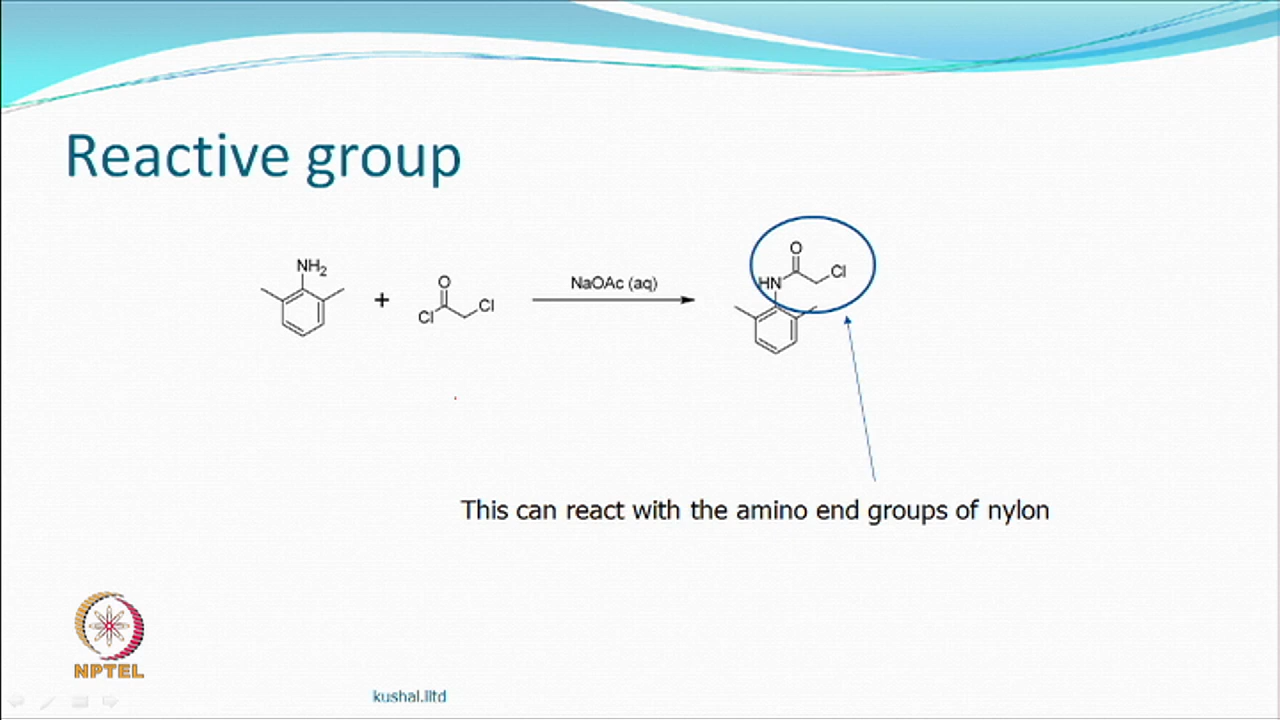 Reactive group
NH2
+
O
Cl
Cl
NaOAc (aq)
O
Cl
HN
This can react with the amino end groups of nylon
NPTEL
kushal.iitd